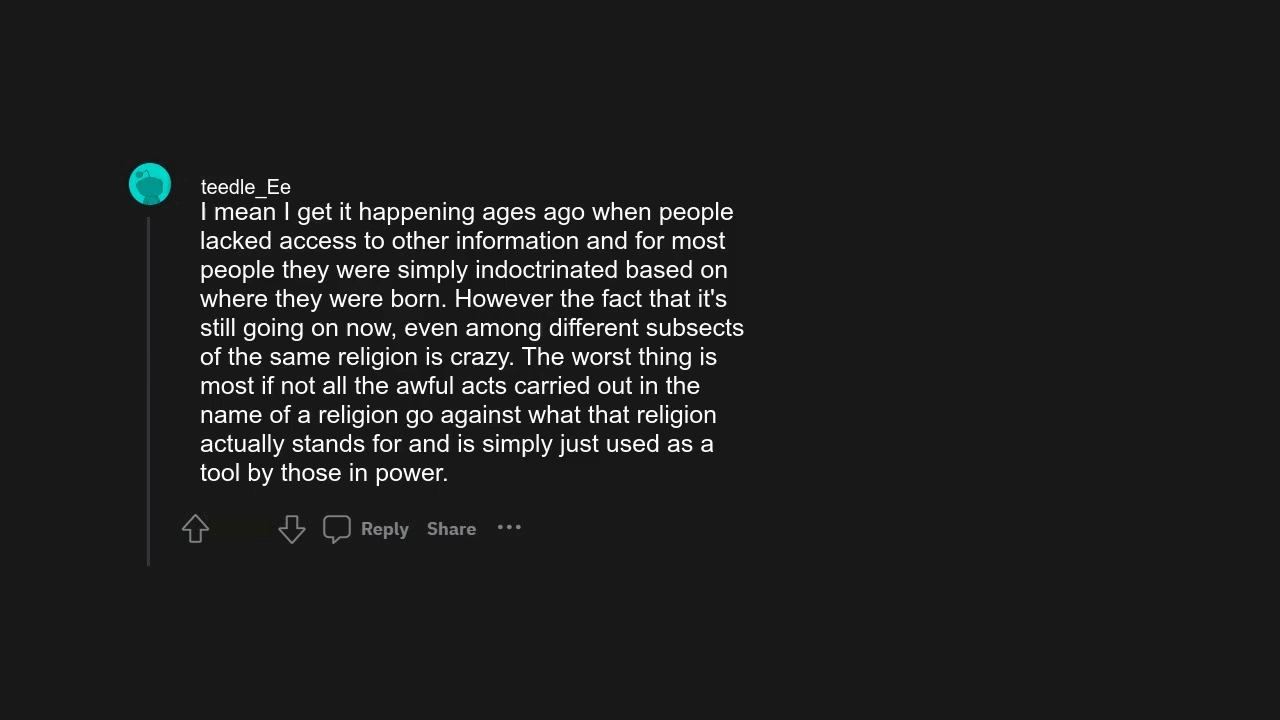 teedle_Ee
I mean I get it happening ages ago when people
lacked access to other information and for most
people they were simply indoctrinated based on
where they were born. However the fact that it's
still going on now, even among different subsects
of the same religion is crazy. The worst thing is
most if not all the awful acts carried out in the
name of a religion go against what that religion
actually stands for and is simply just used as a
tool by those in power.
Reply Share